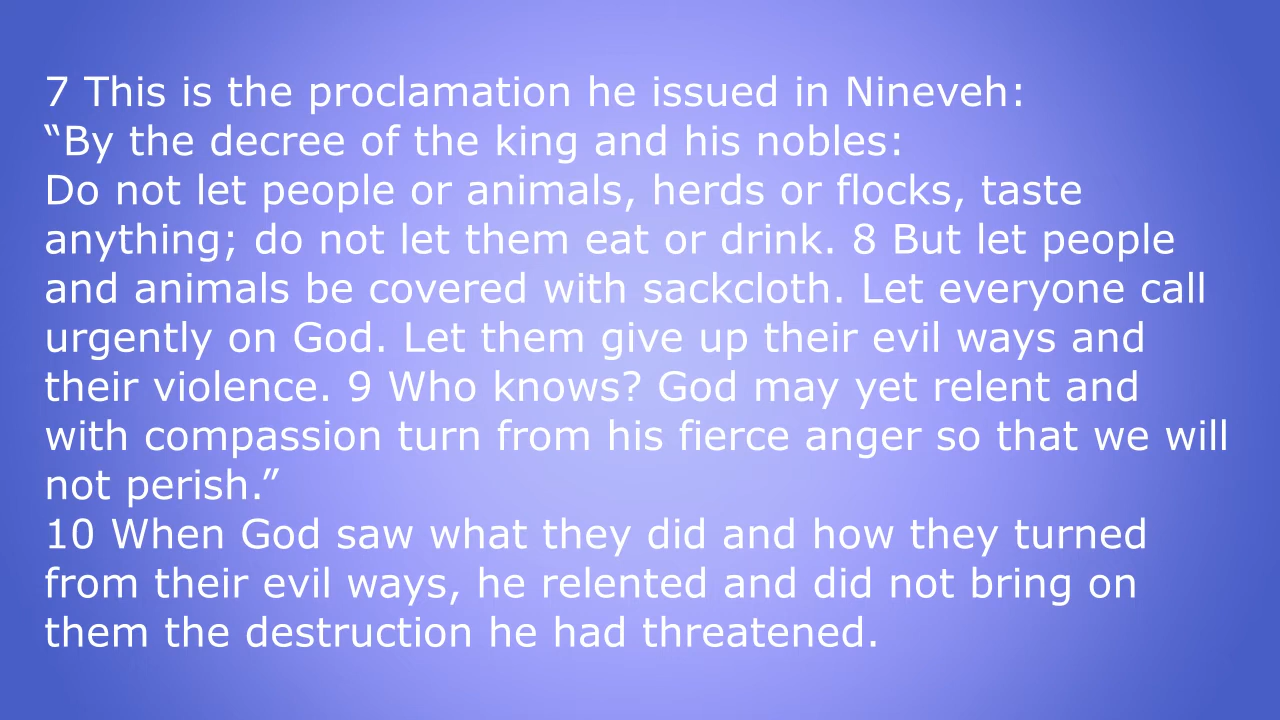 7 This is the proclamation he issued in Nineveh:
“By the decree of the king and his nobles:
Do not let people or animals, herds or flocks, taste
anything; do not let them eat or drink. 8 But let people
and animals be covered with sackcloth. Let everyone call
urgently on God. Let them give up their evil ways and
their violence. 9 Who knows? God may yet relent and
with compassion turn from his fierce anger so that we will
not perish.”
10 When God saw what they did and how they turned
from their evil ways, he relented and did not bring on
them the destruction he had threatened.